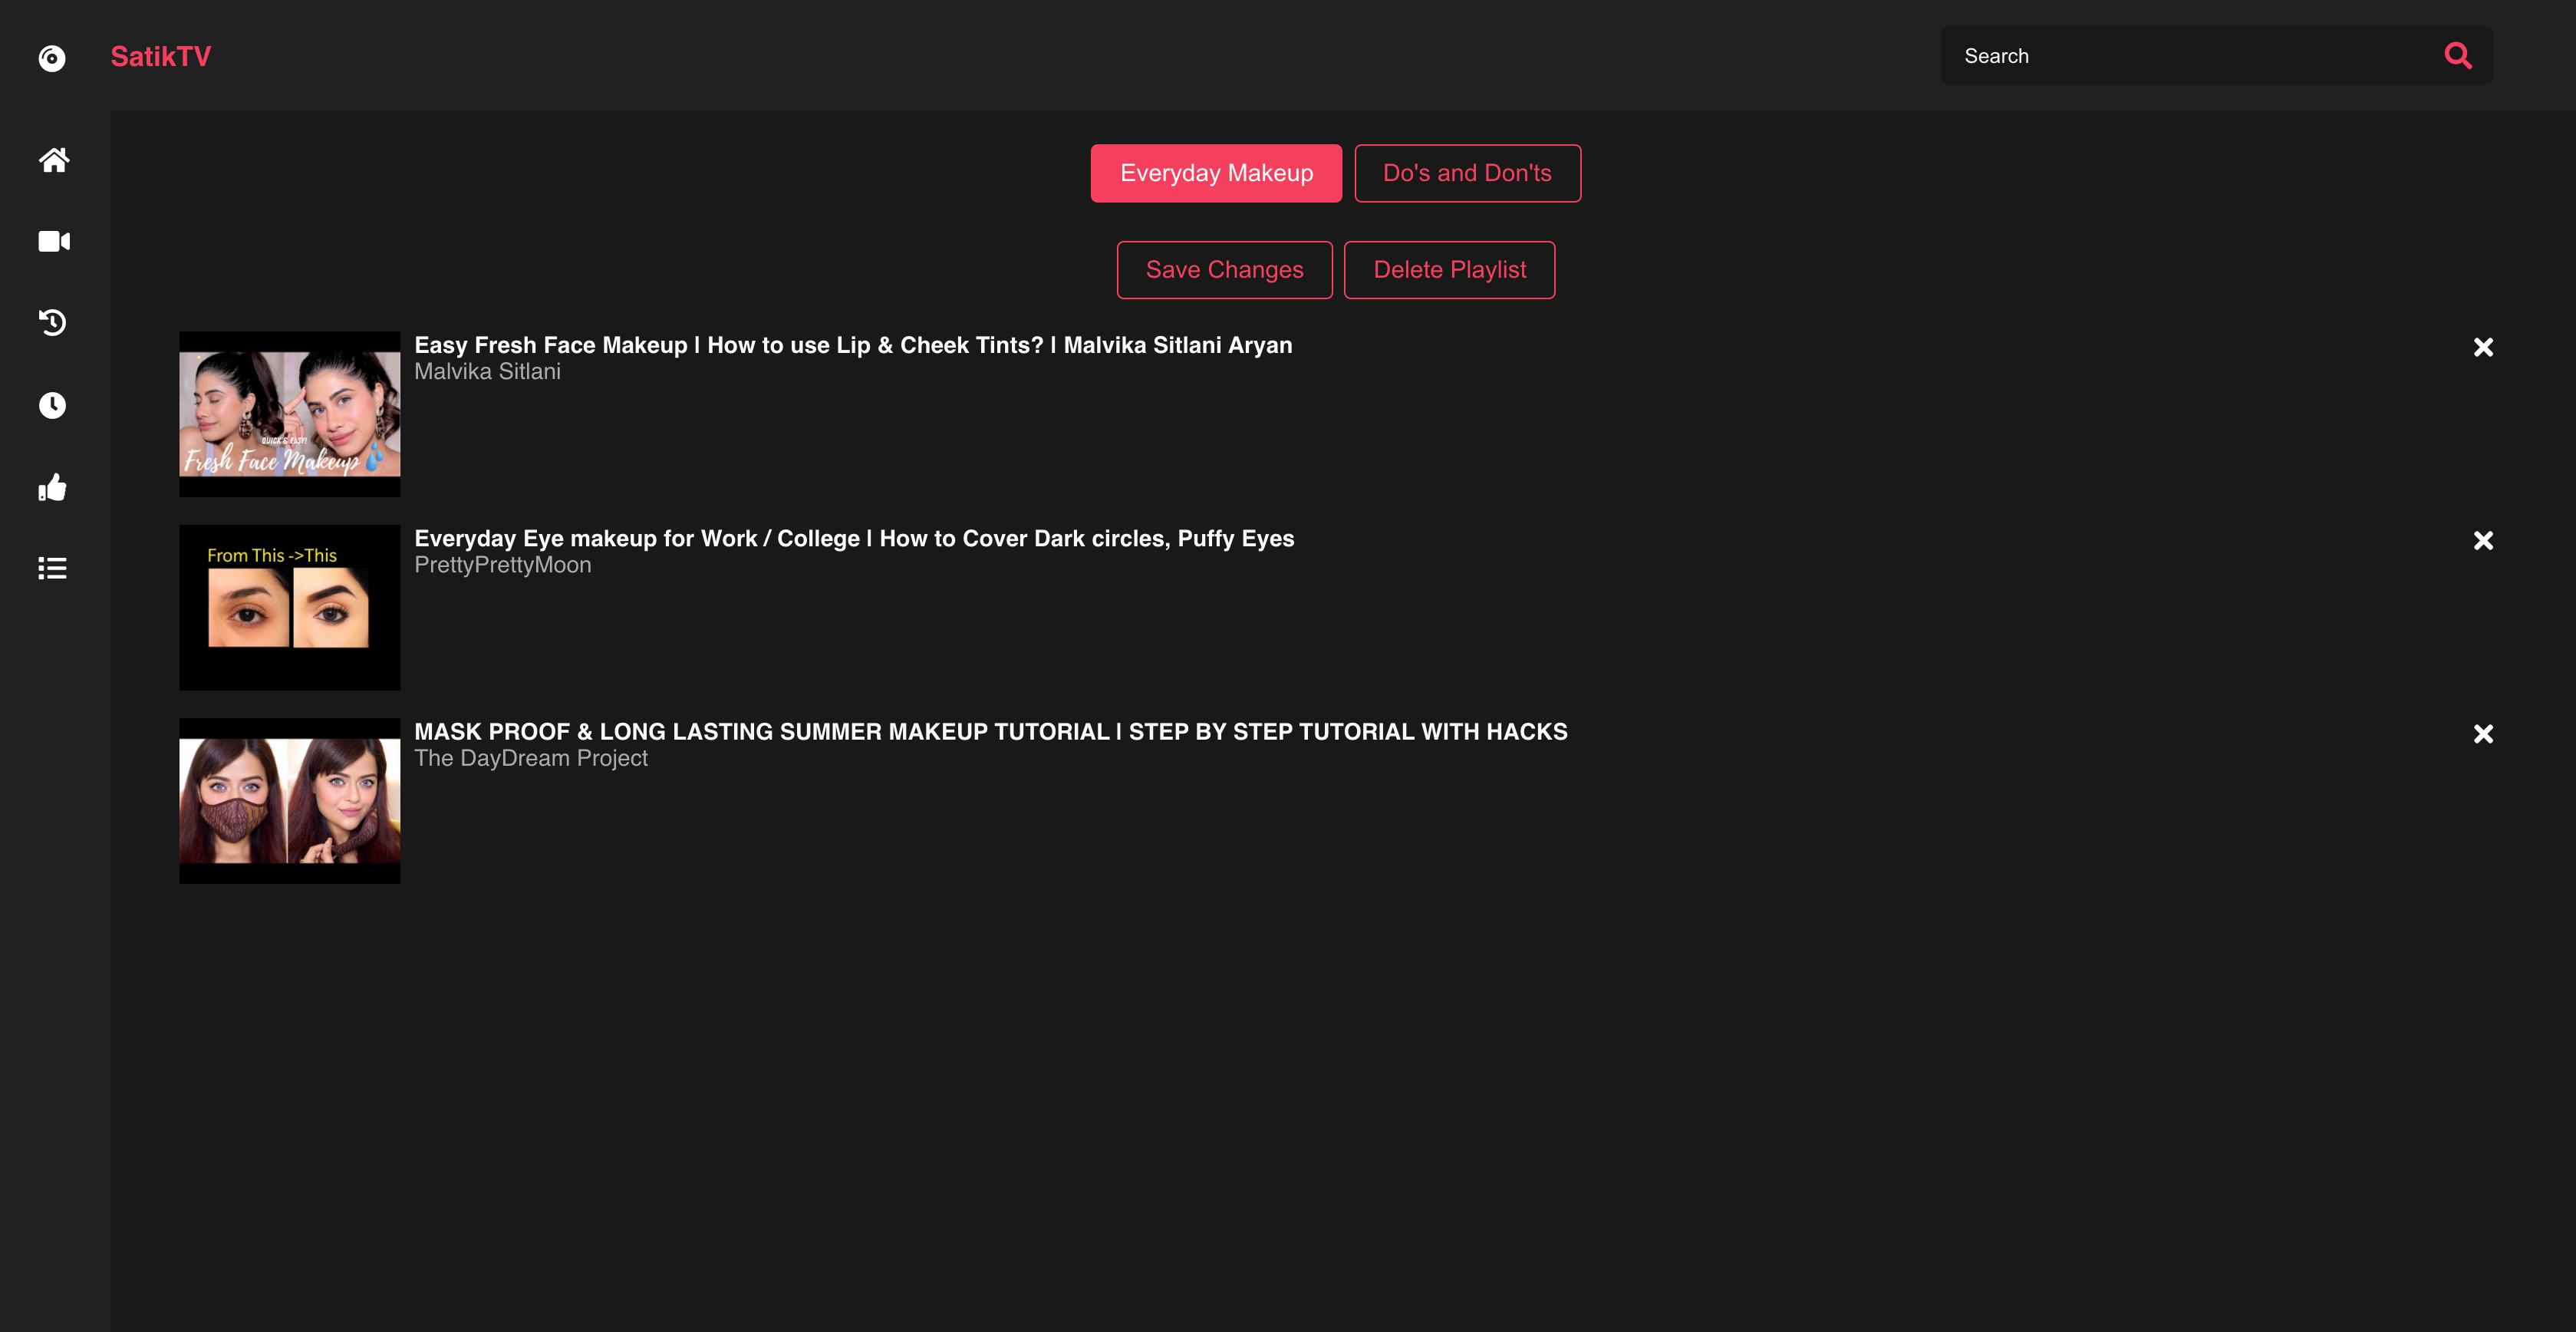 SatikTV
Search
Everyday Makeup
Do's and Don'ts
Save Changes
Delete Playlist
Easy Fresh Face Makeup | How to use Lip & Cheek Tints? | Malvika Sitlani Aryan
Malvika Sitlani
QUICK & EASY!
Fresh Face Makeup
Everyday Eye makeup for Work / College | How to Cover Dark circles, Puffy Eyes
PrettyPrettyMoon
From This ->This
MASK PROOF & LONG LASTING SUMMER MAKEUP TUTORIAL | STEP BY STEP TUTORIAL WITH HACKS
The DayDream Project